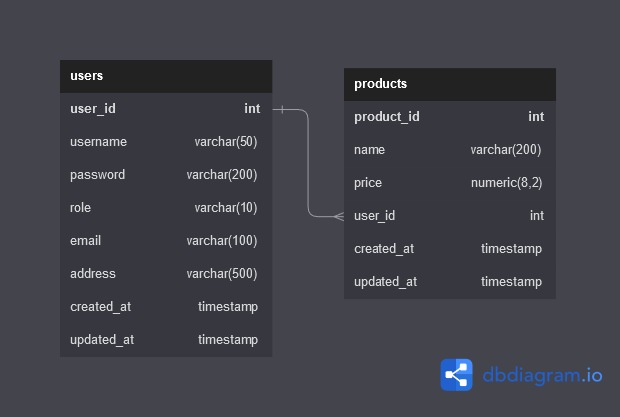 users
user_id int
username varchar(50)
password varchar(200)
role varchar(10)
email varchar(100)
address varchar(500)
created_at timestamp
updated_at timestamp
products
product_id int
name varchar(200)
price numeric(8,2)
user_id int
created_at timestamp
updated_at timestamp
dbdiagram.io